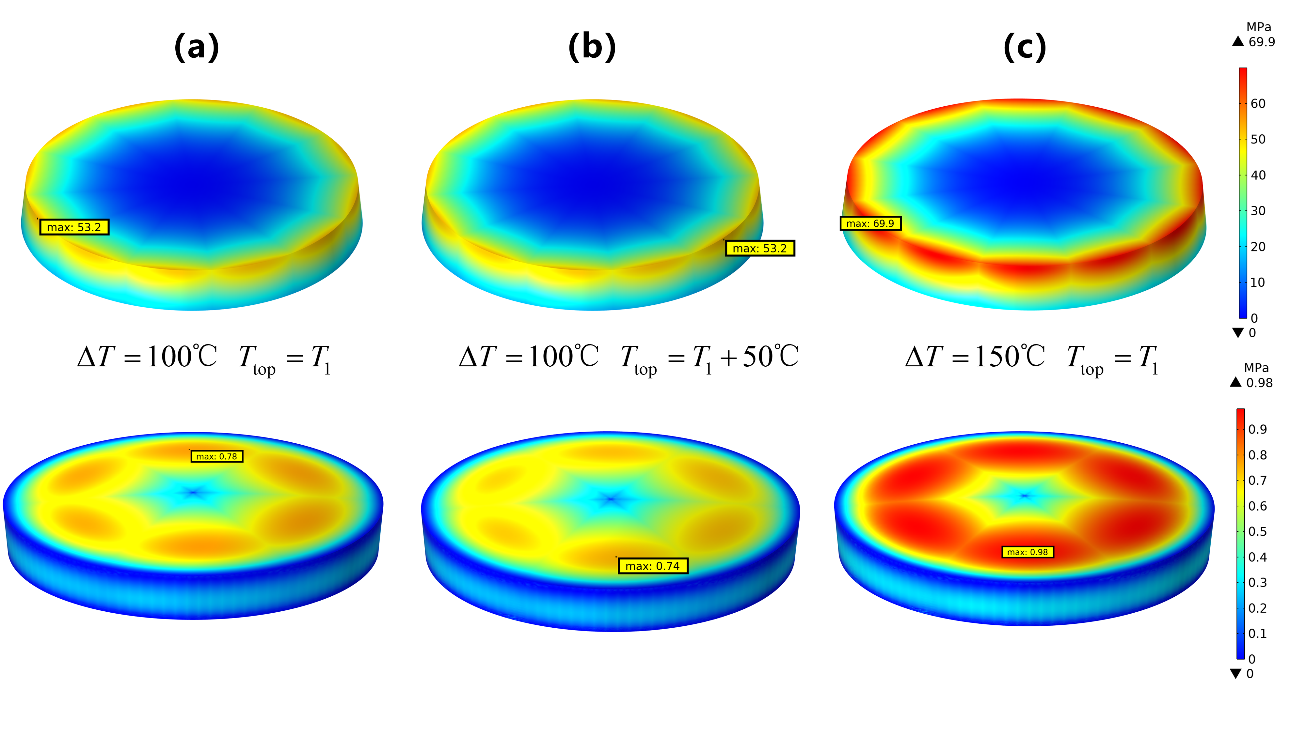 (a)
(b)
(c)
MPa
▲ 69.9
60
50
40
30
20
10
0
▼ 0
max: 53.2
max: 53.2
max: 69.9
ΔT = 100℃ T_top = T_1
ΔT = 100℃ T_top = T_1 + 50℃
ΔT = 150℃ T_top = T_1
MPa
▲ 0.98
0.9
0.8
0.7
0.6
0.5
0.4
0.3
0.2
0.1
0
▼ 0
max: 0.78
max: 0.74
max: 0.98